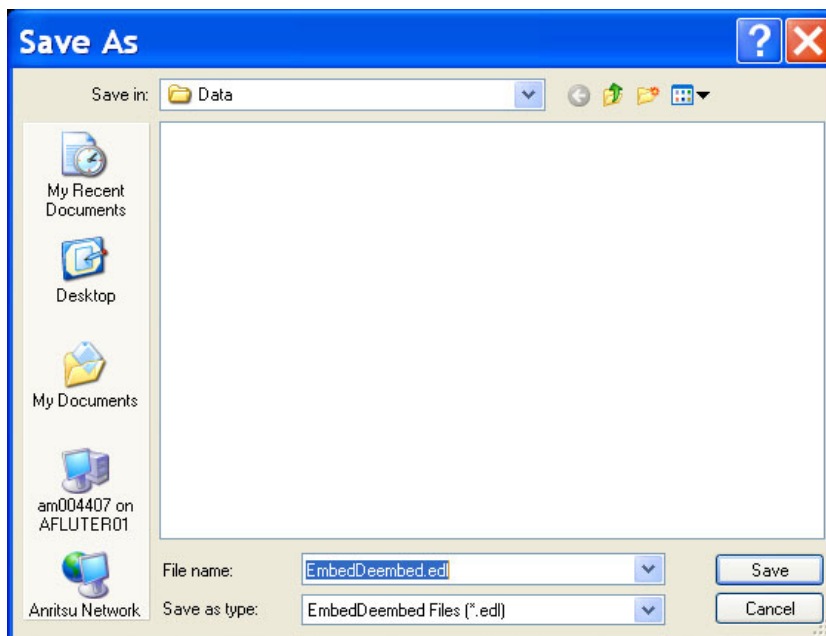 Save As
Save in:
Data
My Recent
Documents
Desktop
My Documents
am004407 on
AFLUTER01
Anritsu Network
File name:
EmbedDeembed.edl
Save
Save as type:
EmbedDeembed Files (*.edl)
Cancel